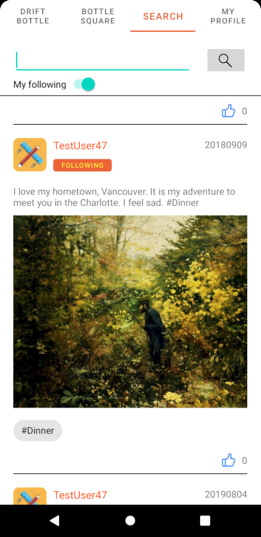 DRIFT BOTTLE
BOTTLE SQUARE
SEARCH
MY PROFILE
My following
0
TestUser47
20180909
FOLLOWING
I love my hometown, Vancouver. It is my adventure to
meet you in the Charlotte. I feel sad. #Dinner
#Dinner
0
TestUser47
20190804